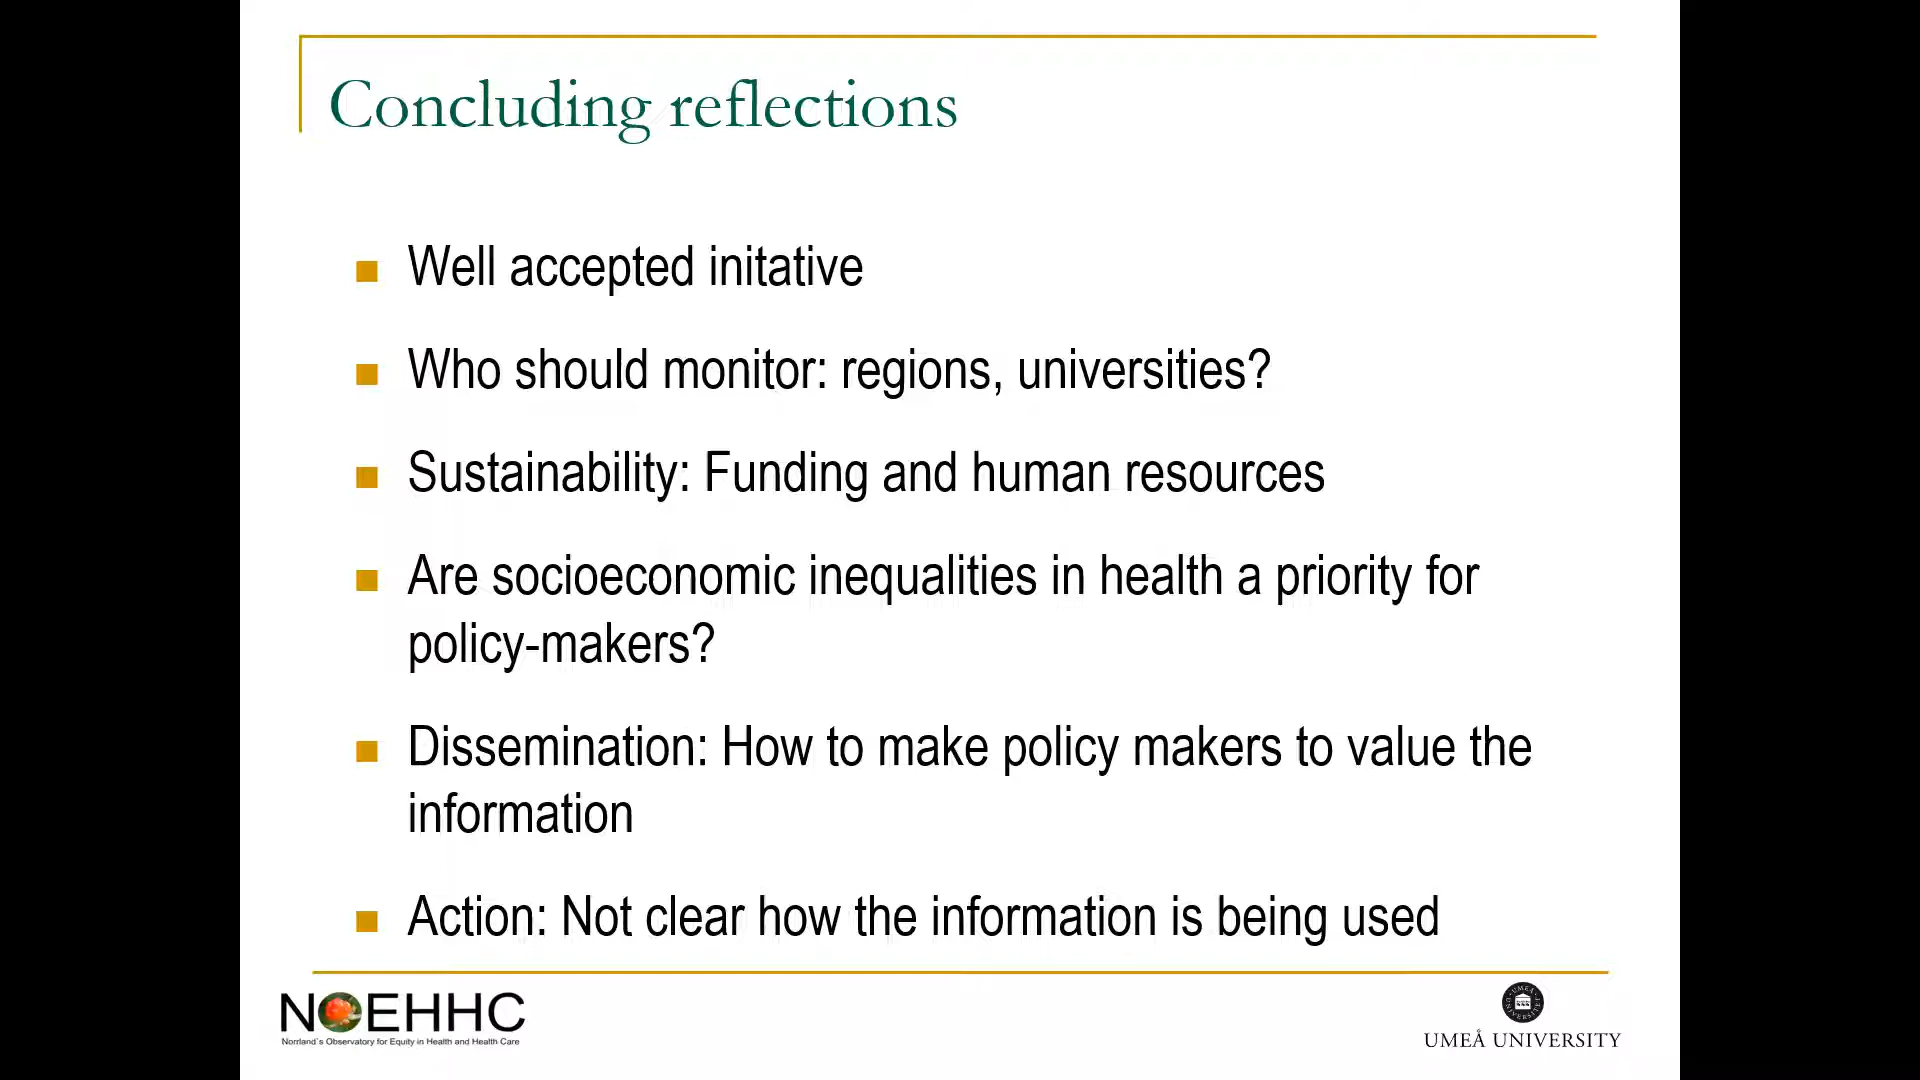 Concluding reflections
Well accepted initative
Who should monitor: regions, universities?
Sustainability: Funding and human resources
Are socioeconomic inequalities in health a priority for
policy-makers?
Dissemination: How to make policy makers to value the
information
Action: Not clear how the information is being used
NOEHHC
Norrland´s Observatory for Equity in Health and Health Care
UMEÅ UNIVERSITY